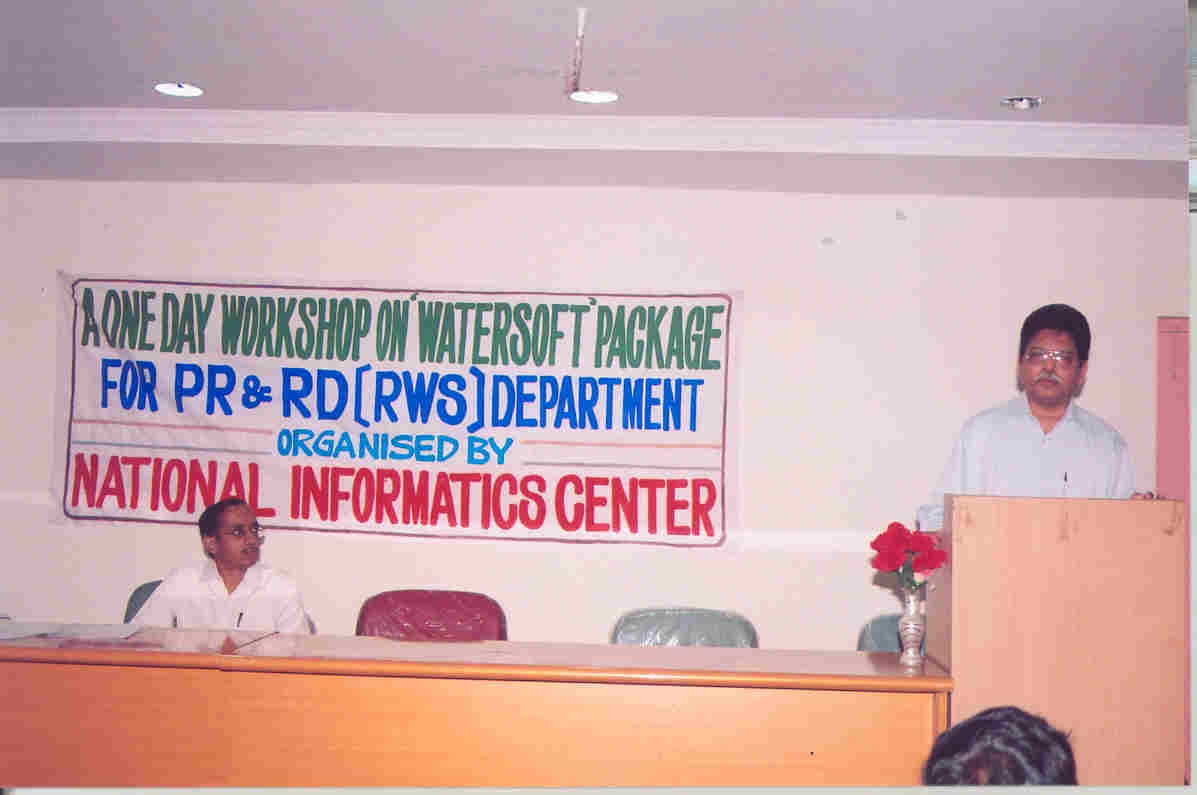 A ONE DAY WORKSHOP ON 'WATERSOFT' PACKAGE
FOR PR & RD (RWS) DEPARTMENT
ORGANISED BY
NATIONAL INFORMATICS CENTER